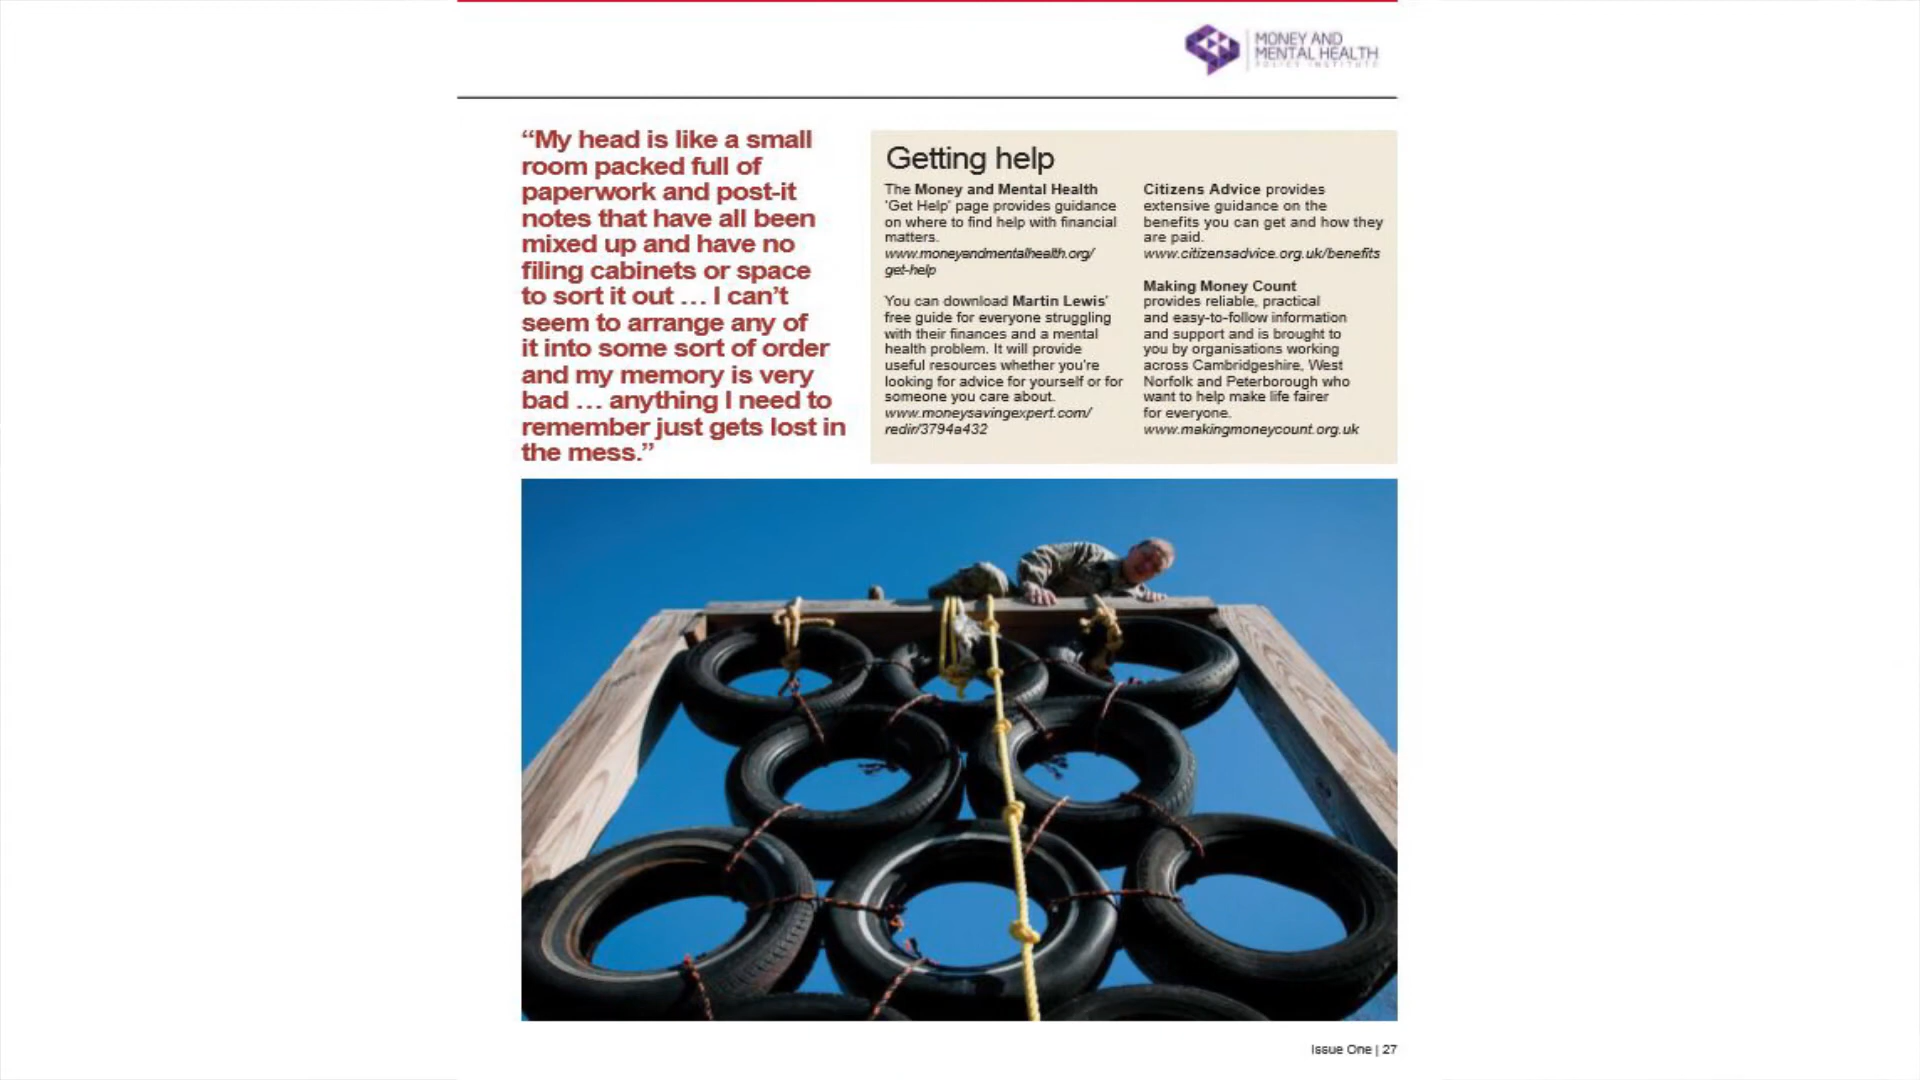 MONEY AND
MENTAL HEALTH
POLICY INSTITUTE
“My head is like a small
room packed full of
paperwork and post-it
notes that have all been
mixed up and have no
filing cabinets or space
to sort it out … I can’t
seem to arrange any of
it into some sort of order
and my memory is very
bad … anything I need to
remember just gets lost in
the mess.”
Getting help
The Money and Mental Health
'Get Help' page provides guidance
on where to find help with financial
matters.
www.moneyandmentalhealth.org/
get-help
You can download Martin Lewis'
free guide for everyone struggling
with their finances and a mental
health problem. It will provide
useful resources whether you're
looking for advice for yourself or for
someone you care about.
www.moneysavingexpert.com/
redir/3794a432
Citizens Advice provides
extensive guidance on the
benefits you can get and how they
are paid.
www.citizensadvice.org.uk/benefits
Making Money Count
provides reliable, practical
and easy-to-follow information
and support and is brought to
you by organisations working
across Cambridgeshire, West
Norfolk and Peterborough who
want to help make life fairer
for everyone.
www.makingmoneycount.org.uk
Issue One | 27